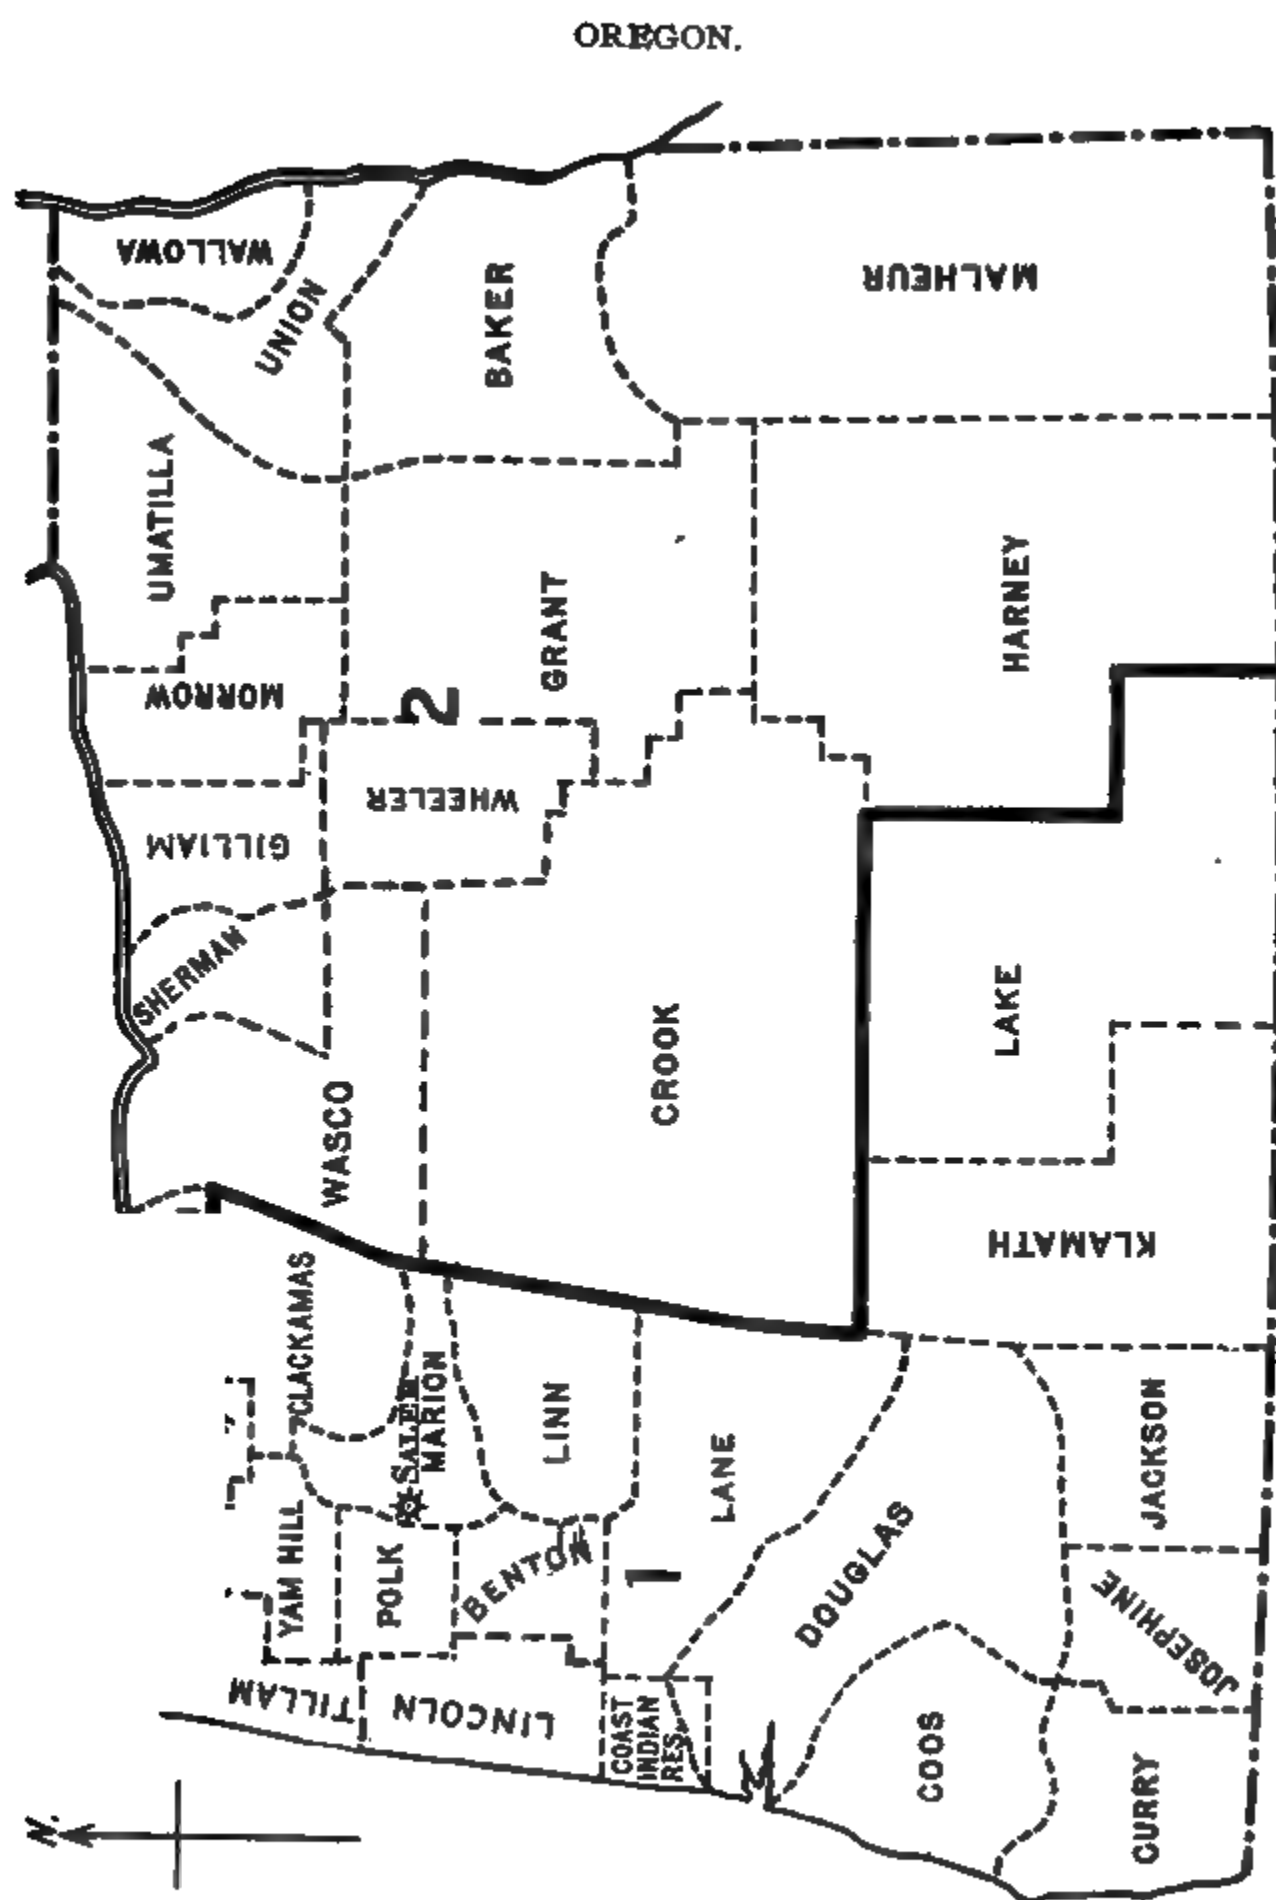 OREGON.
N.
WALLOWA
UNION
BAKER
MALHEUR
UMATILLA
MORROW
GRANT
HARNEY
2
WHEELER
GILLIAM
SHERMAN
WASCO
CROOK
LAKE
KLAMATH
CLACKAMAS
SALEM
MARION
LINN
LANE
JACKSON
YAM HILL
POLK
BENTON
1
DOUGLAS
JOSEPHINE
TILLAM
LINCOLN
COAST
INDIAN
RES.
COOS
CURRY